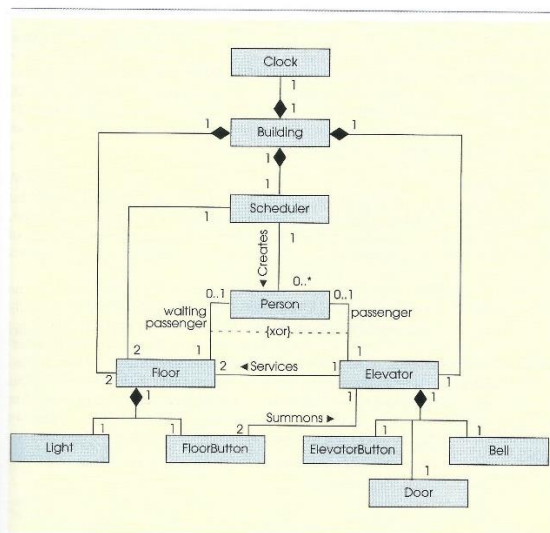 Clock
1
1
1 Building 1
1
1
Scheduler
1 1
◄ Creates
0..*
0..1 Person 0..1
waiting passenger
passenger
{xor}
2 1 1
Floor ◄ Services Elevator
2 2 1 1
1 1 1
Summons ►
1 1 2 1 1
Light FloorButton ElevatorButton Bell
1
Door